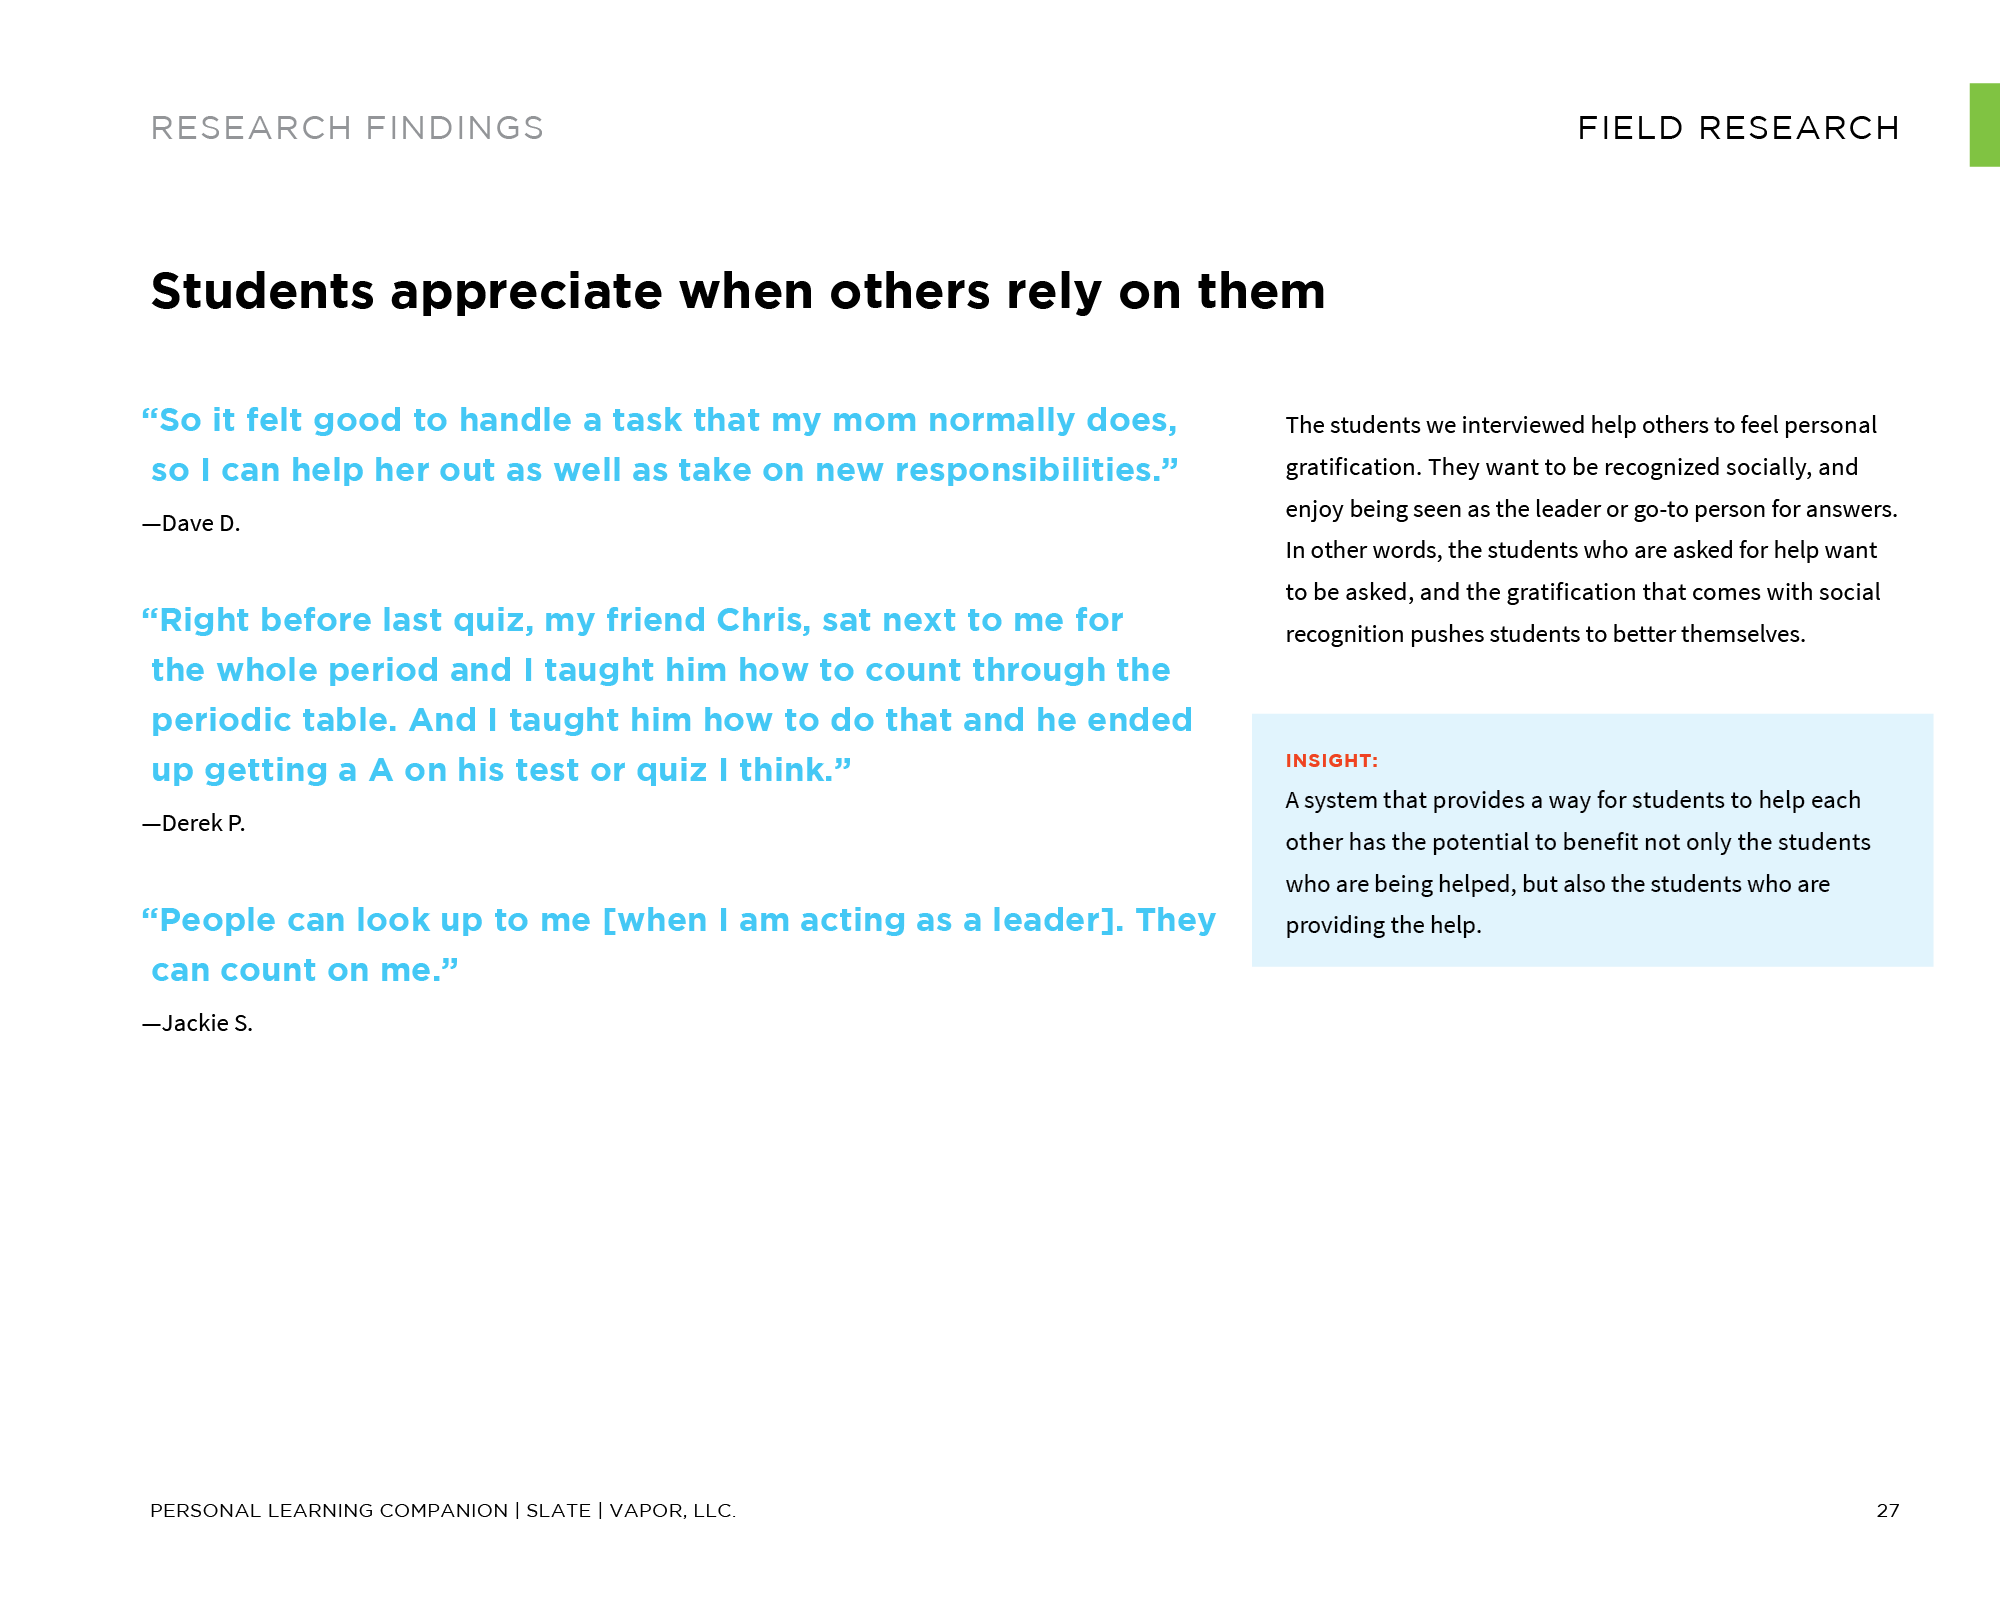 RESEARCH FINDINGS
FIELD RESEARCH
Students appreciate when others rely on them
“So it felt good to handle a task that my mom normally does,
so I can help her out as well as take on new responsibilities.”
—Dave D.
“Right before last quiz, my friend Chris, sat next to me for
the whole period and I taught him how to count through the
periodic table. And I taught him how to do that and he ended
up getting a A on his test or quiz I think.”
—Derek P.
“People can look up to me [when I am acting as a leader]. They
can count on me.”
—Jackie S.
The students we interviewed help others to feel personal
gratification. They want to be recognized socially, and
enjoy being seen as the leader or go-to person for answers.
In other words, the students who are asked for help want
to be asked, and the gratification that comes with social
recognition pushes students to better themselves.
INSIGHT:
A system that provides a way for students to help each
other has the potential to benefit not only the students
who are being helped, but also the students who are
providing the help.
PERSONAL LEARNING COMPANION | SLATE | VAPOR, LLC.
27